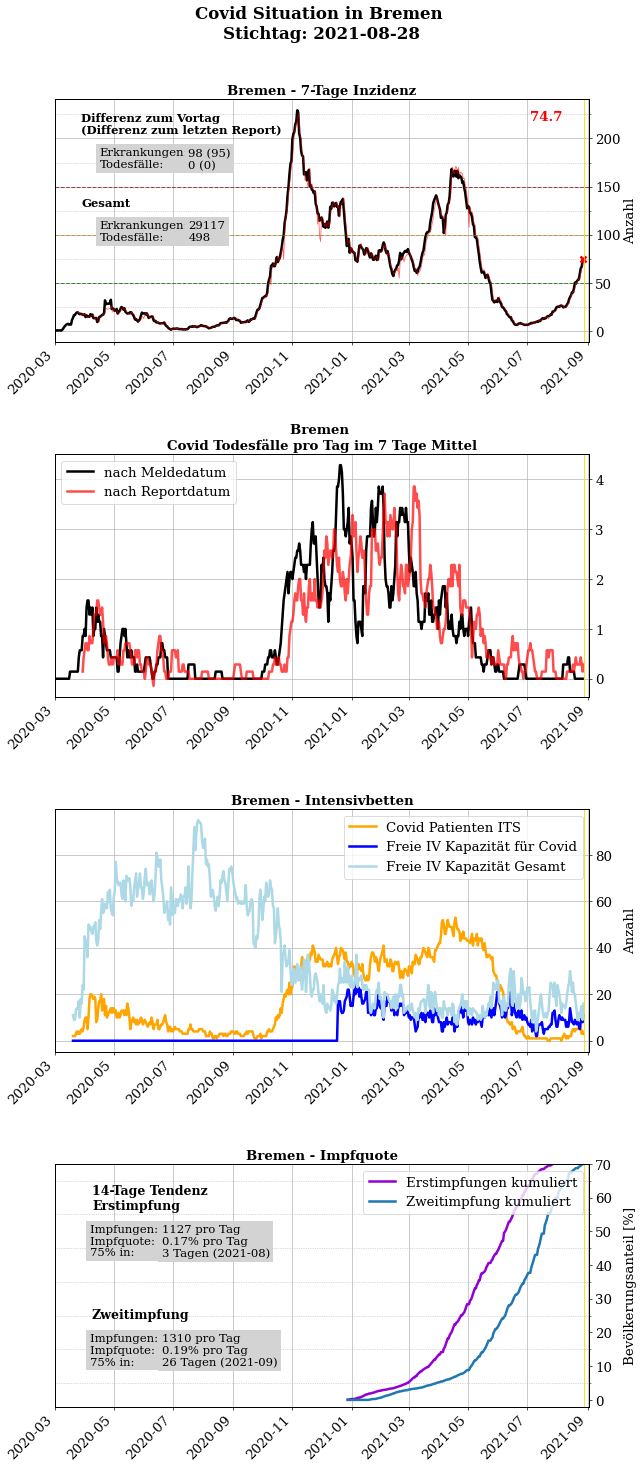 Covid Situation in Bremen
Stichtag: 2021-08-28
Bremen - 7-Tage Inzidenz
Differenz zum Vortag
(Differenz zum letzten Report)
Erkrankungen 98 (95)
Todesfälle: 0 (0)
Gesamt
Erkrankungen 29117
Todesfälle: 498
74.7
200
150
100
50
0
Anzahl
2020-03 2020-05 2020-07 2020-09 2020-11 2021-01 2021-03 2021-05 2021-07 2021-09
Bremen
Covid Todesfälle pro Tag im 7 Tage Mittel
nach Meldedatum
nach Reportdatum
4
3
2
1
0
2020-03 2020-05 2020-07 2020-09 2020-11 2021-01 2021-03 2021-05 2021-07 2021-09
Bremen - Intensivbetten
Covid Patienten ITS
Freie IV Kapazität für Covid
Freie IV Kapazität Gesamt
80
60
40
20
0
Anzahl
2020-03 2020-05 2020-07 2020-09 2020-11 2021-01 2021-03 2021-05 2021-07 2021-09
Bremen - Impfquote
14-Tage Tendenz
Erstimpfung
Impfungen: 1127 pro Tag
Impfquote: 0.17% pro Tag
75% in: 3 Tagen (2021-08)
Zweitimpfung
Impfungen: 1310 pro Tag
Impfquote: 0.19% pro Tag
75% in: 26 Tagen (2021-09)
Erstimpfungen kumuliert
Zweitimpfung kumuliert
70
60
50
40
30
20
10
0
Bevölkerungsanteil [%]
2020-03 2020-05 2020-07 2020-09 2020-11 2021-01 2021-03 2021-05 2021-07 2021-09